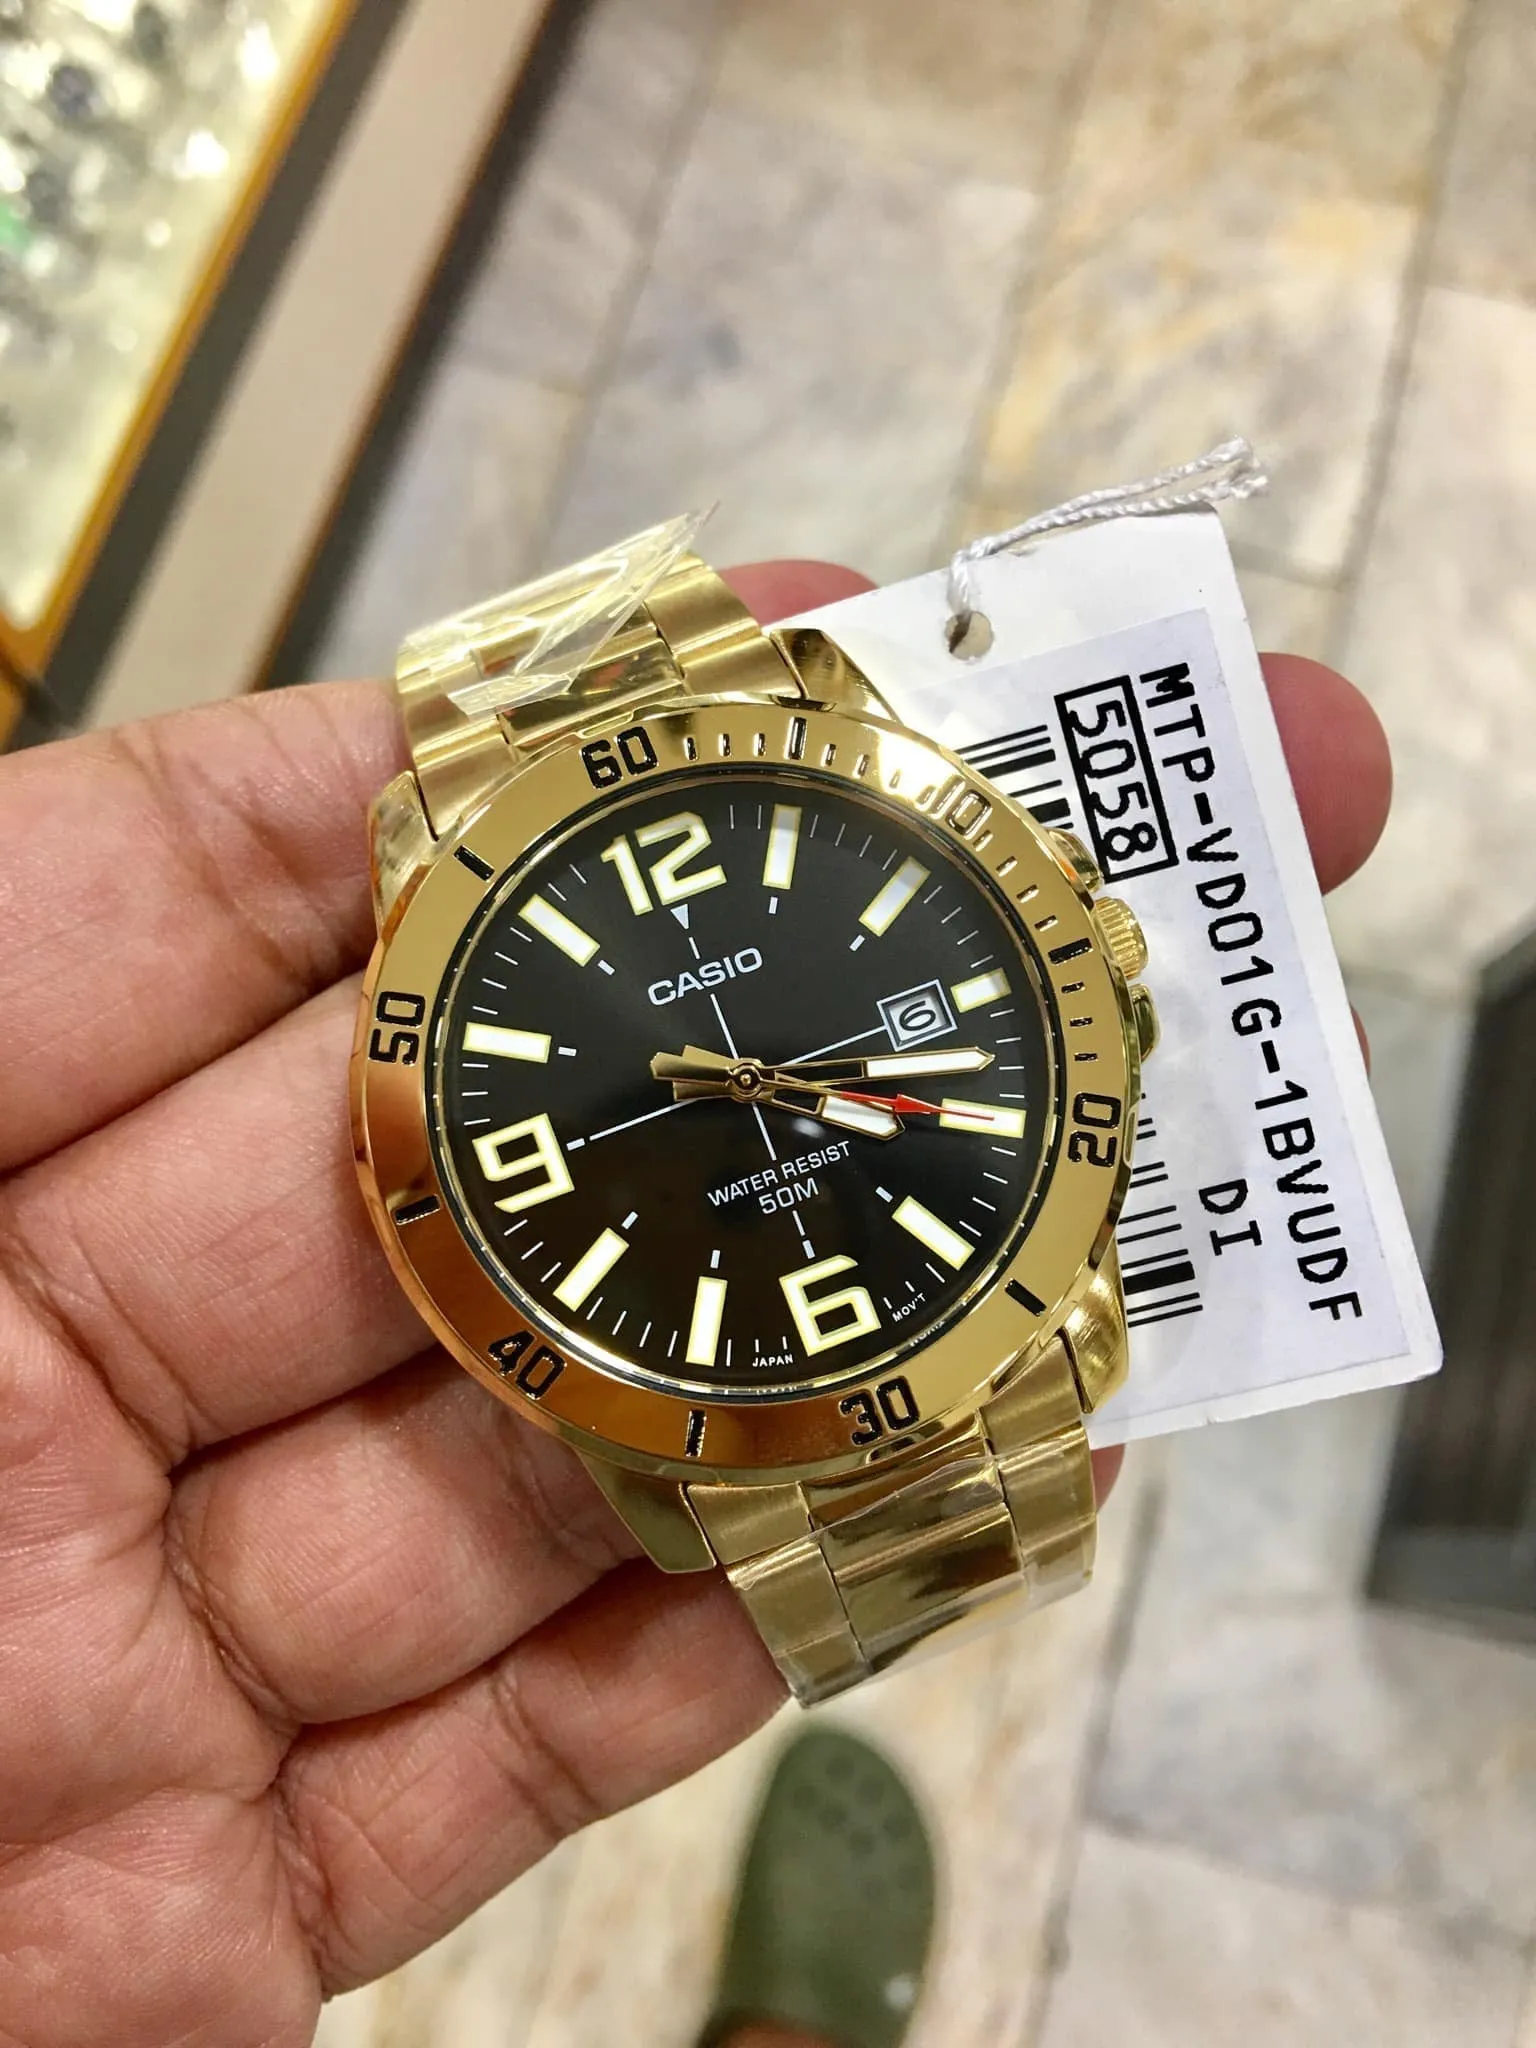 60
10
20
30
40
50
12
CASIO
6
9
WATER RESIST
50M
6
JAPAN MOV'T
MTP-VD01G-1BVUDF
5058
DI